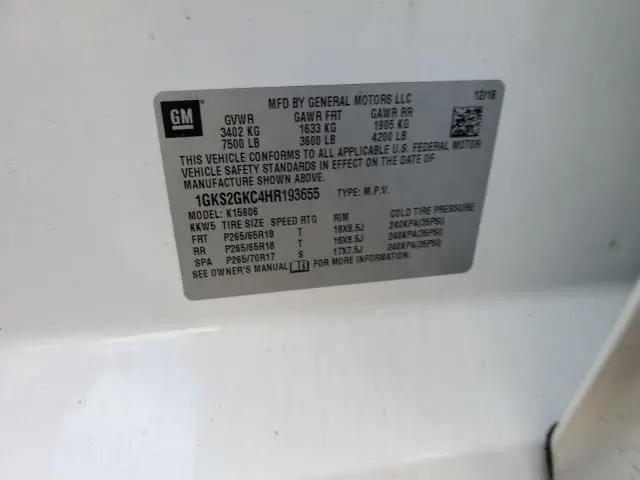 MFD BY GENERAL MOTORS LLC
12/16
GM
GVWR GAWR FRT GAWR RR
3402 KG 1633 KG 1905 KG
7500 LB 3600 LB 4200 LB
THIS VEHICLE CONFORMS TO ALL APPLICABLE U.S. FEDERAL MOTOR
VEHICLE SAFETY STANDARDS IN EFFECT ON THE DATE OF
MANUFACTURE SHOWN ABOVE.
1GKS2GKC4HR193655 TYPE: M.P.V.
MODEL: K15906
KKW5 TIRE SIZE SPEED RTG RIM COLD TIRE PRESSURE
FRT P265/65R18 T 18X8.5J 240KPA(35PSI)
RR P265/65R18 T 18X8.5J 240KPA(35PSI)
SPA P265/70R17 S 17X7.5J 240KPA(35PSI)
SEE OWNER'S MANUAL FOR MORE INFORMATION.